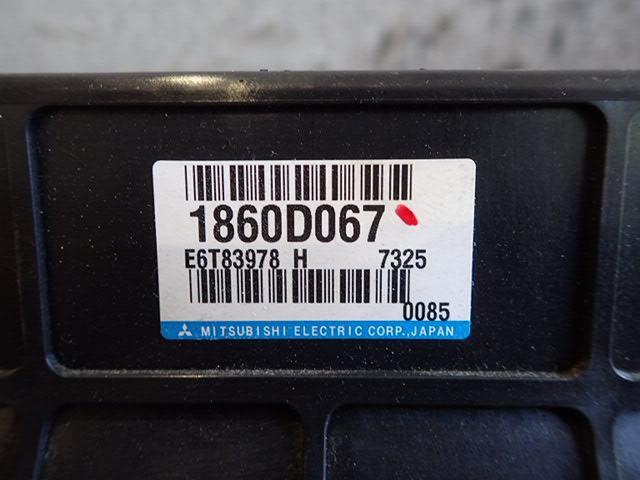 1860D067
E6T83978 H 7325
0085
MITSUBISHI ELECTRIC CORP., JAPAN